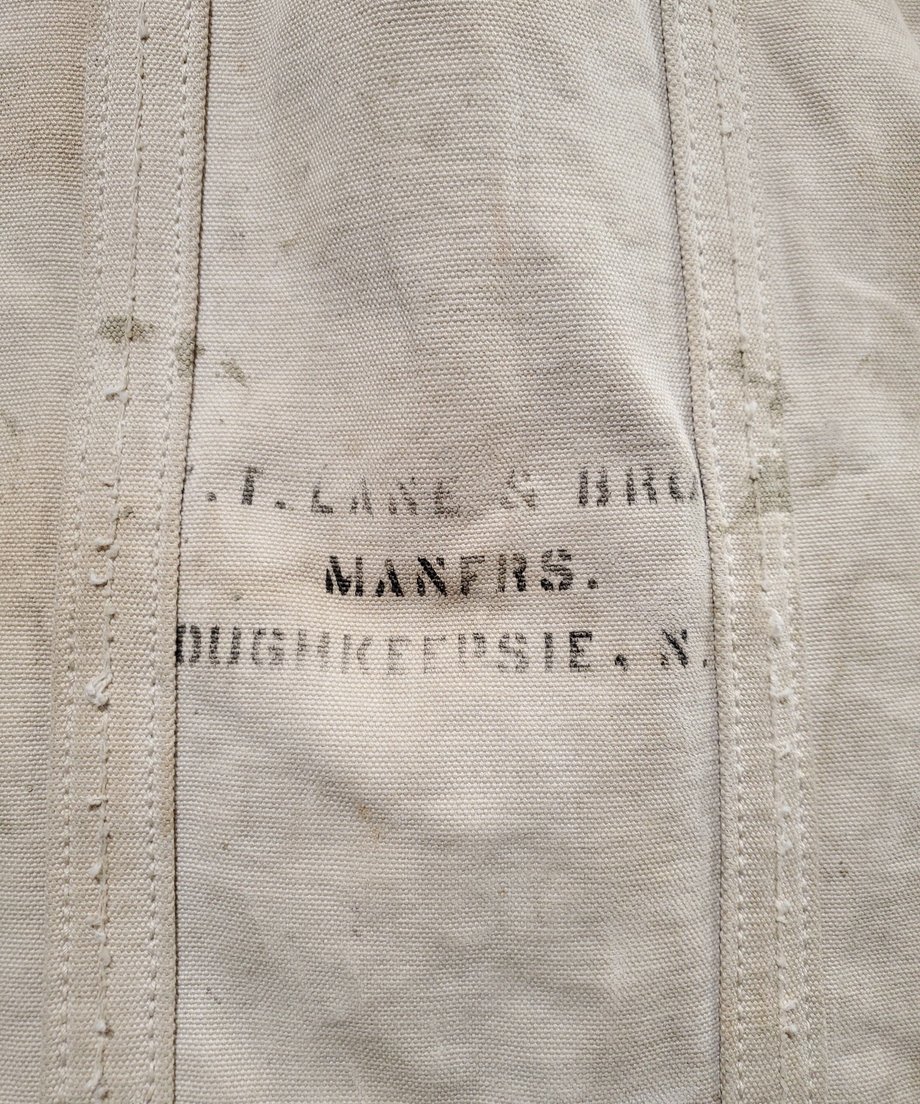 .T. LANE & BRO
MANFRS.
OUGHKEEPSIE, N.